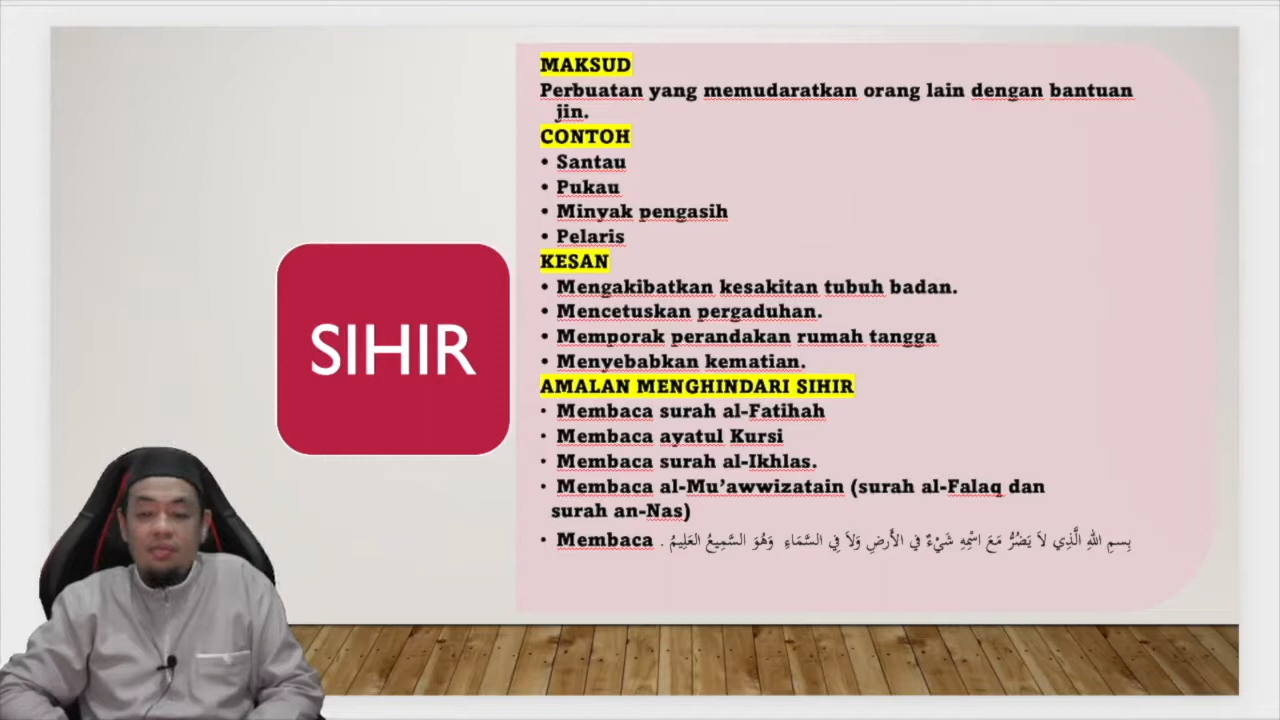 SIHIR
MAKSUD
Perbuatan yang memudaratkan orang lain dengan bantuan
jin.
CONTOH
• Santau
• Pukau
• Minyak pengasih
• Pelaris
KESAN
• Mengakibatkan kesakitan tubuh badan.
• Mencetuskan pergaduhan.
• Memporak perandakan rumah tangga
• Menyebabkan kematian.
AMALAN MENGHINDARI SIHIR
• Membaca surah al-Fatihah
• Membaca ayatul Kursi
• Membaca surah al-Ikhlas.
• Membaca al-Mu’awwizatain (surah al-Falaq dan
surah an-Nas)
• Membaca بِسمِ اللهِ الَّذِي لاَ يَضُرُّ مَعَ اسْمِهِ شَيْءٌ في الأَرضِ وَلاَ فِي السَّمَاءِ وَهُوَ السَّمِيعُ العَلِيمُ .